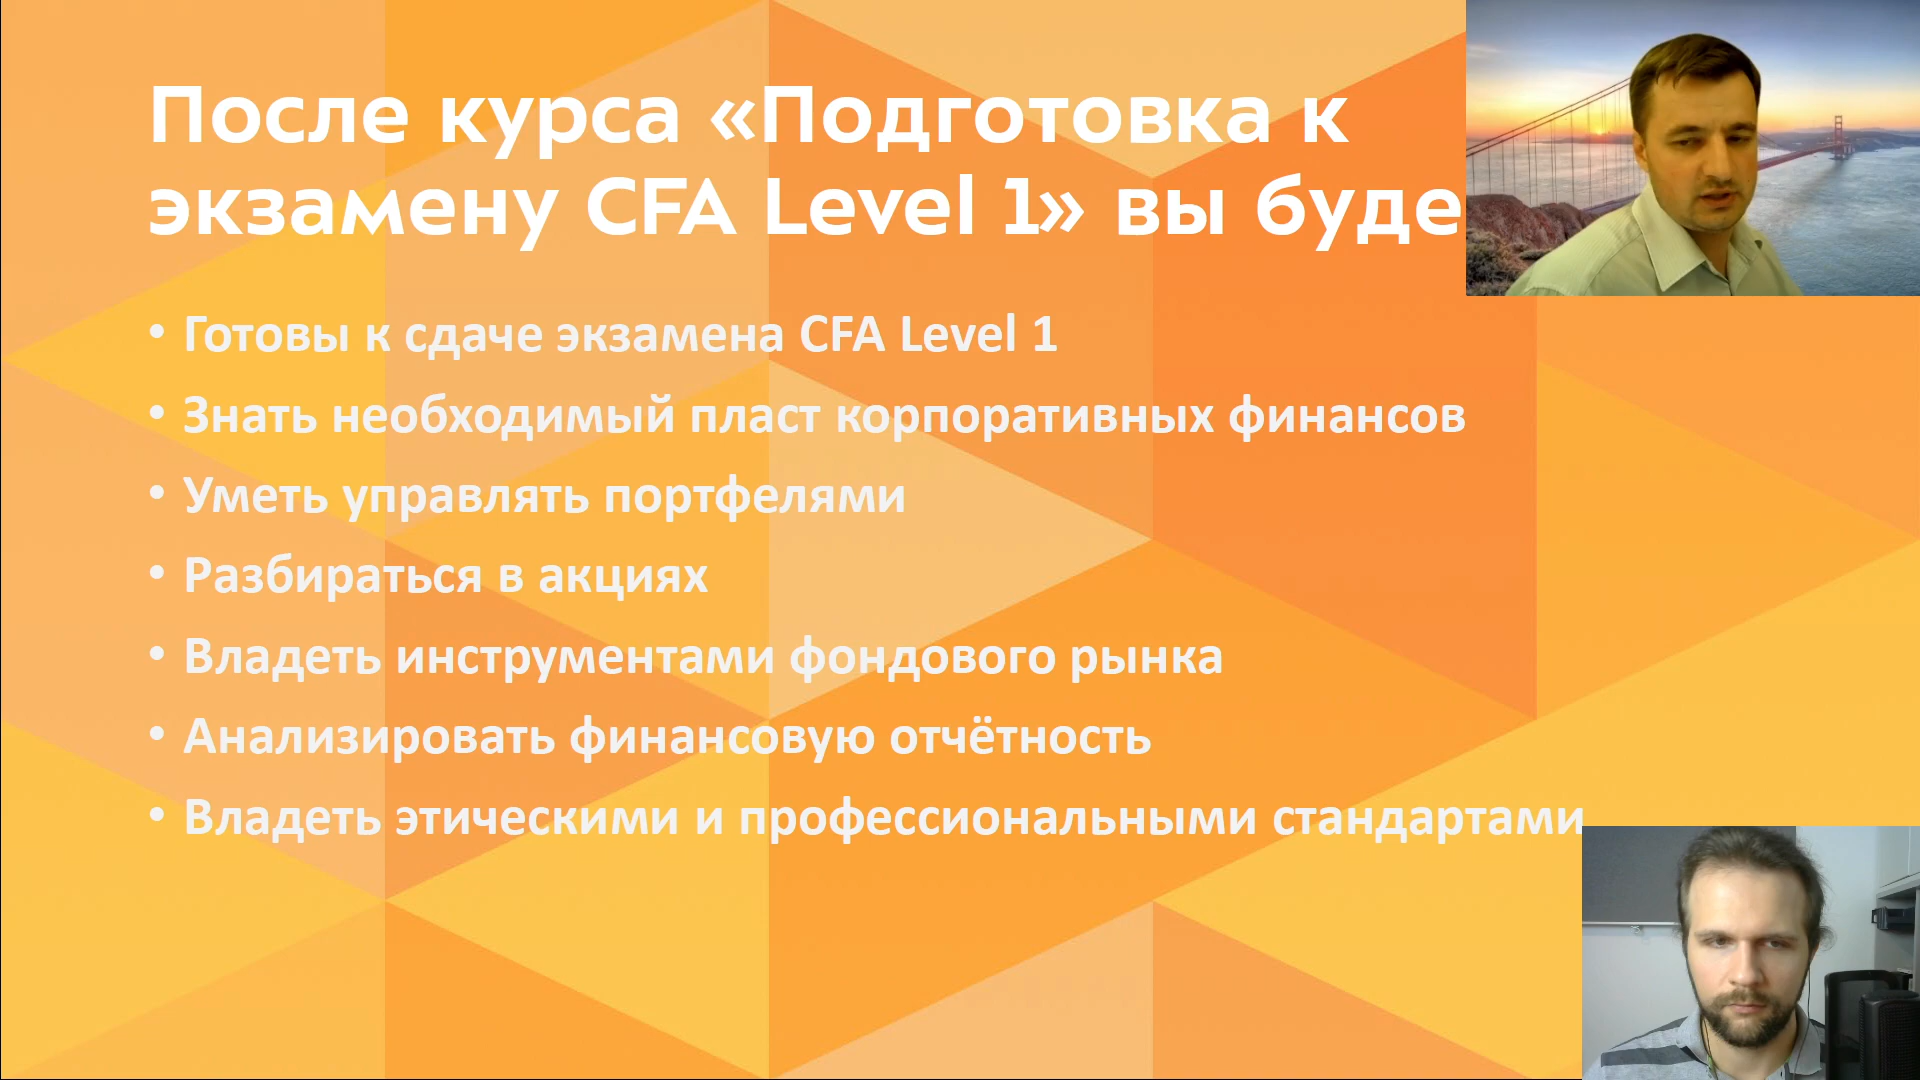 После курса «Подготовка к
экзамену CFA Level 1» вы буде
• Готовы к сдаче экзамена CFA Level 1
• Знать необходимый пласт корпоративных финансов
• Уметь управлять портфелями
• Разбираться в акциях
• Владеть инструментами фондового рынка
• Анализировать финансовую отчётность
• Владеть этическими и профессиональными стандартами